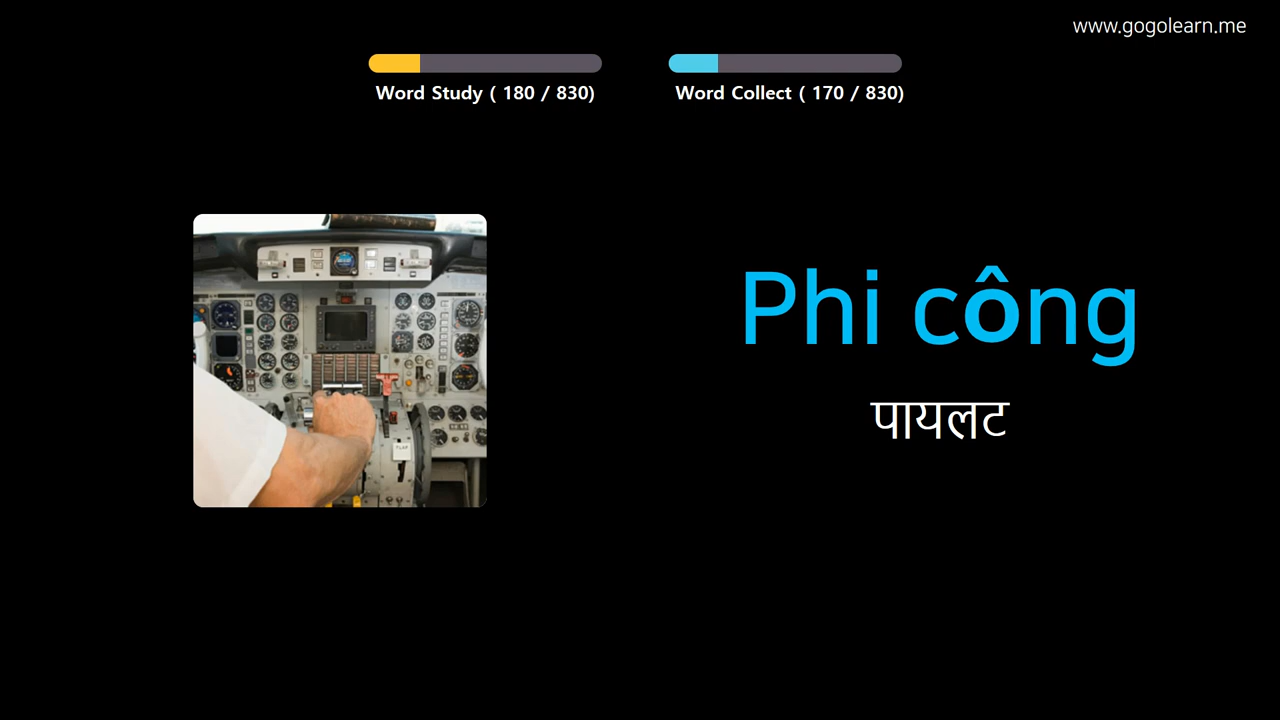 www.gogolearn.me
Word Study ( 180 / 830)
Word Collect ( 170 / 830)
Phi công
पायलट